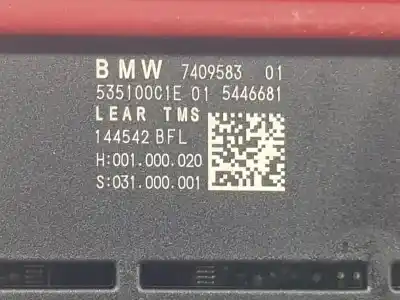 BMW 7409583 01
535100C1E 01 5446681
LEAR TMS
144542 BFL
H:001.000.020
S:031.000.001